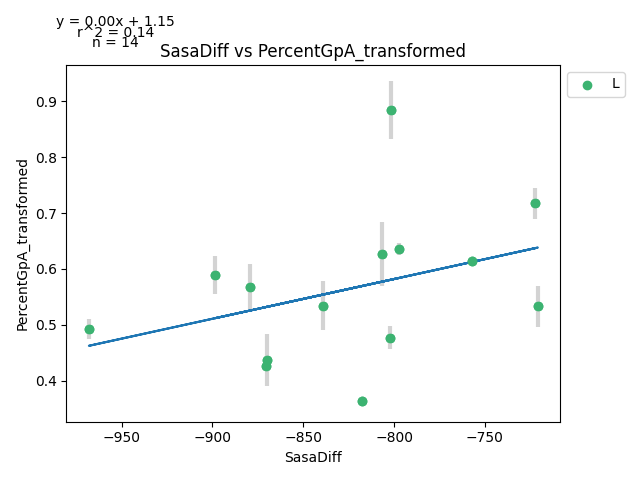 y = 0.00x + 1.15
r^2 = 0.14
n = 14
SasaDiff vs PercentGpA_transformed
L
PercentGpA_transformed
0.9
0.8
0.7
0.6
0.5
0.4
−950
−900
−850
−800
−750
SasaDiff